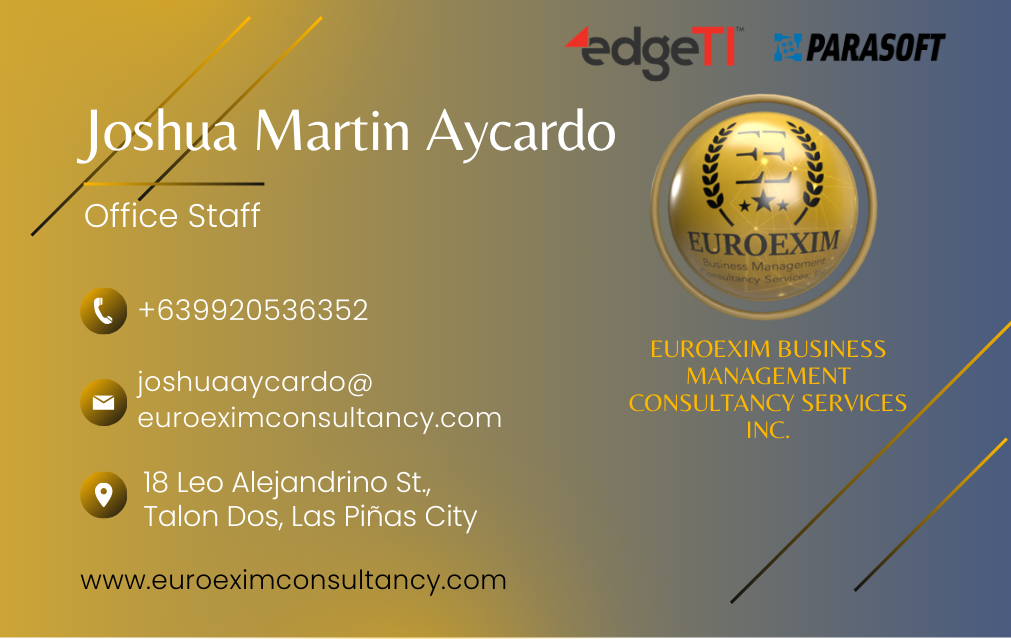 edgeTI™
PARASOFT
Joshua Martin Aycardo
Office Staff
+639920536352
joshuaaycardo@
euroeximconsultancy.com
18 Leo Alejandrino St.,
Talon Dos, Las Piñas City
www.euroeximconsultancy.com
EUROEXIM
Business Management
Consultancy Services Inc.
EUROEXIM BUSINESS
MANAGEMENT
CONSULTANCY SERVICES
INC.